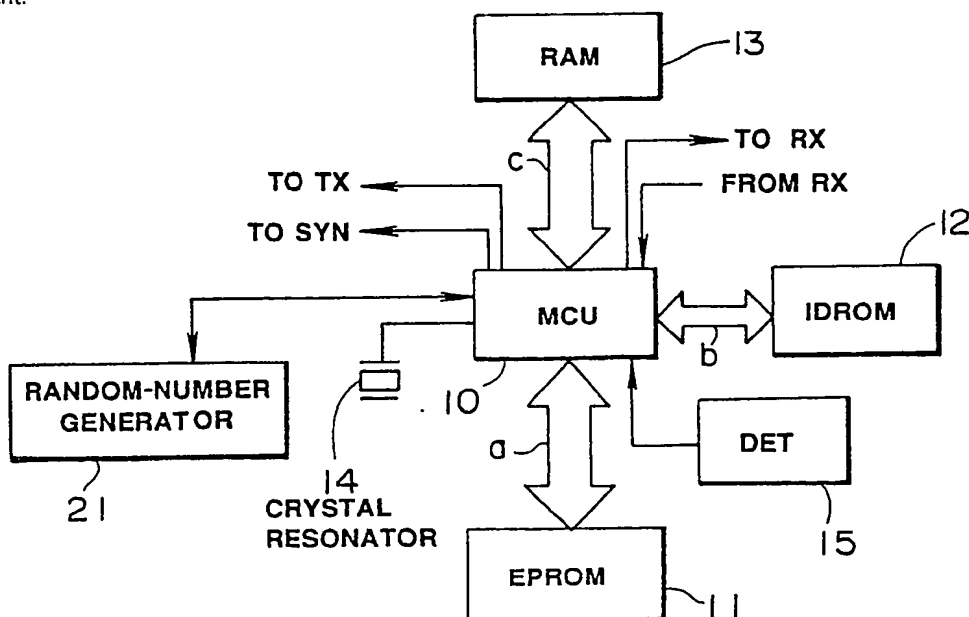 RAM
13
c
TO RX
FROM RX
TO TX
TO SYN
12
MCU
IDROM
b
10
RANDOM-NUMBER
GENERATOR
21
14
CRYSTAL
RESONATOR
a
DET
15
EPROM
11